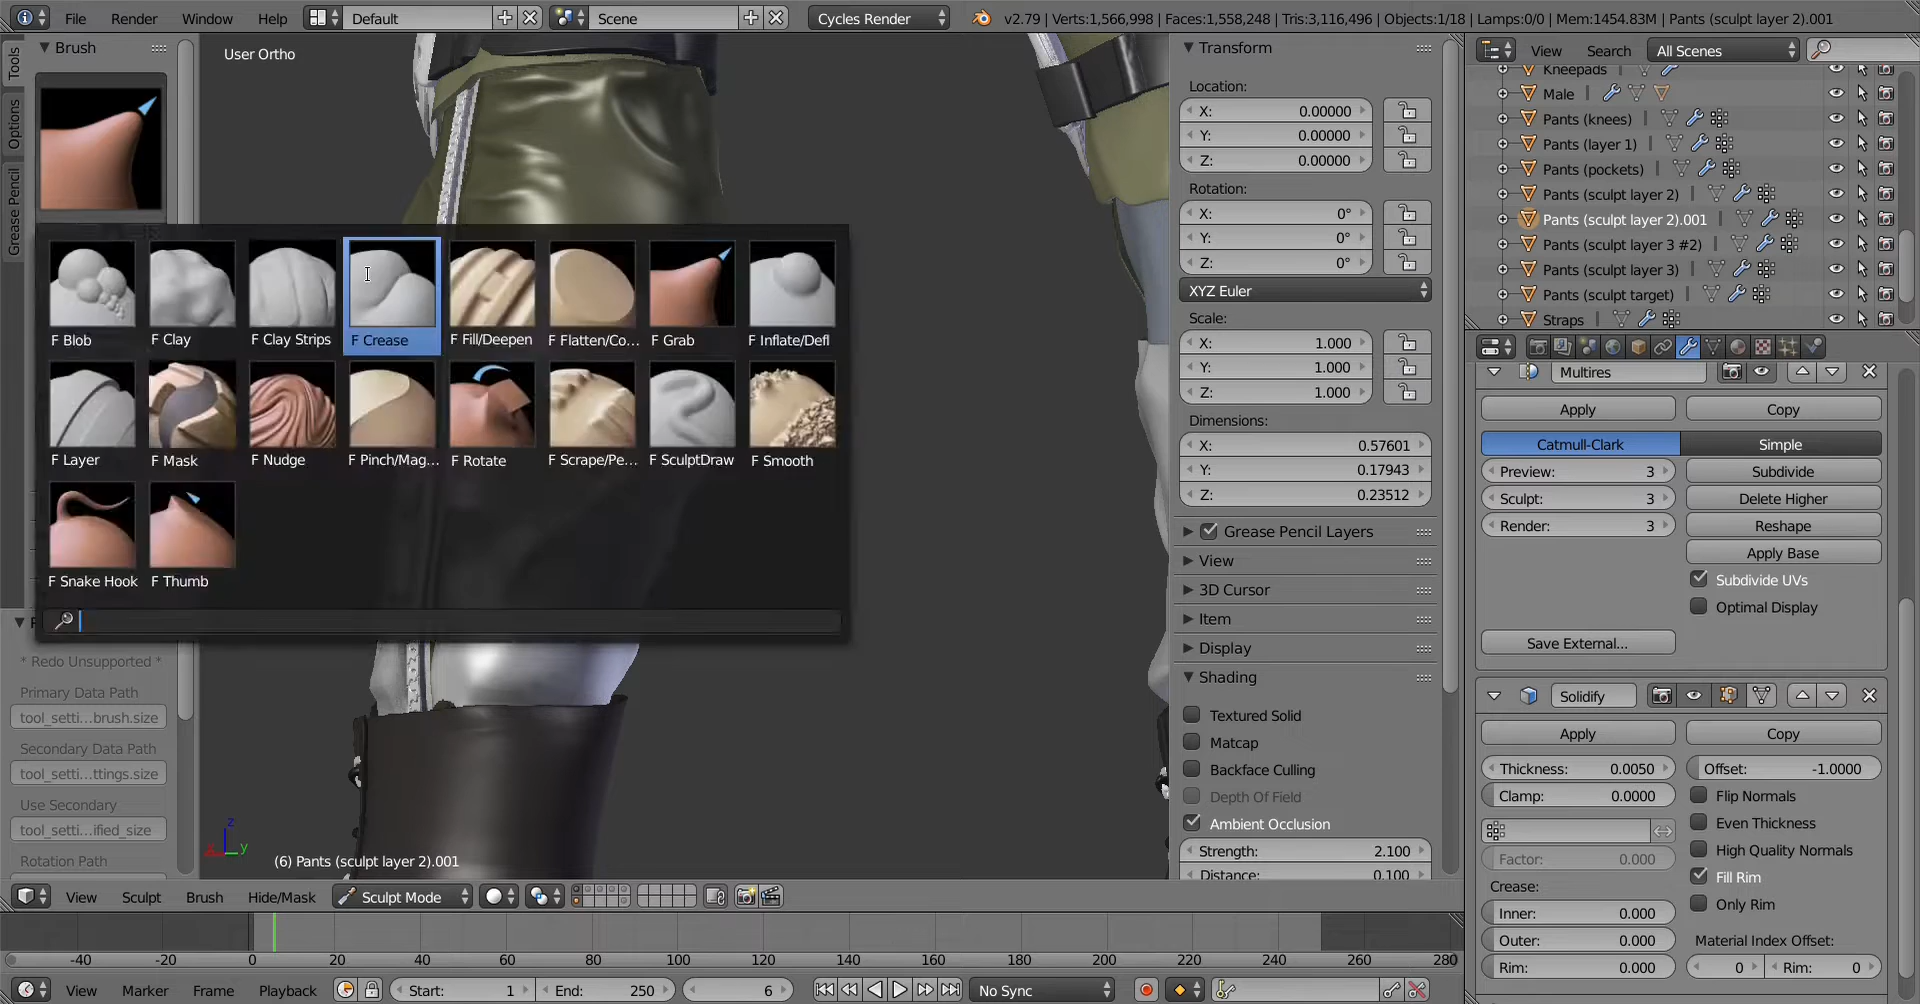 File Render Window Help Default Scene Cycles Render v2.79 | Verts:1,566,998 | Faces:1,558,248 | Tris:3,116,496 | Objects:1/18 | Lamps:0/0 | Mem:1454.83M | Pants (sculpt layer 2).001
Tools
Options
Grease Pencil
Brush
User Ortho
F Blob
F Clay
F Clay Strips
F Crease
F Fill/Deepen
F Flatten/Co...
F Grab
F Inflate/Defl
F Layer
F Mask
F Nudge
F Pinch/Mag...
F Rotate
F Scrape/Pe...
F SculptDraw
F Smooth
F Snake Hook
F Thumb
* Redo Unsupported *
Primary Data Path
tool_setti...brush.size
Secondary Data Path
tool_setti...ttings.size
Use Secondary
tool_setti...ified_size
Rotation Path
z
x
y
(6) Pants (sculpt layer 2).001
View Sculpt Brush Hide/Mask Sculpt Mode
Transform
Location:
X: 0.00000
Y: 0.00000
Z: 0.00000
Rotation:
X: 0°
Y: 0°
Z: 0°
XYZ Euler
Scale:
X: 1.000
Y: 1.000
Z: 1.000
Dimensions:
X: 0.57601
Y: 0.17943
Z: 0.23512
Grease Pencil Layers
View
3D Cursor
Item
Display
Shading
Textured Solid
Matcap
Backface Culling
Depth Of Field
Ambient Occlusion
Strength: 2.100
Distance: 0.100
View Search All Scenes
Kneepads
Male
Pants (knees)
Pants (layer 1)
Pants (pockets)
Pants (sculpt layer 2)
Pants (sculpt layer 2).001
Pants (sculpt layer 3 #2)
Pants (sculpt layer 3)
Pants (sculpt target)
Straps
Multires
Apply Copy
Catmull-Clark Simple
Preview: 3 Subdivide
Sculpt: 3 Delete Higher
Render: 3 Reshape
Apply Base
Subdivide UVs
Optimal Display
Save External...
Solidify
Apply Copy
Thickness: 0.0050 Offset: -1.0000
Clamp: 0.0000 Flip Normals
Even Thickness
Factor: 0.000 High Quality Normals
Crease: Fill Rim
Inner: 0.000 Only Rim
Outer: 0.000 Material Index Offset:
Rim: 0.000 0 Rim: 0
-40 -20 0 20 40 60 80 100 120 140 160 180 200 220 240 260 280
View Marker Frame Playback Start: 1 End: 250 6 No Sync